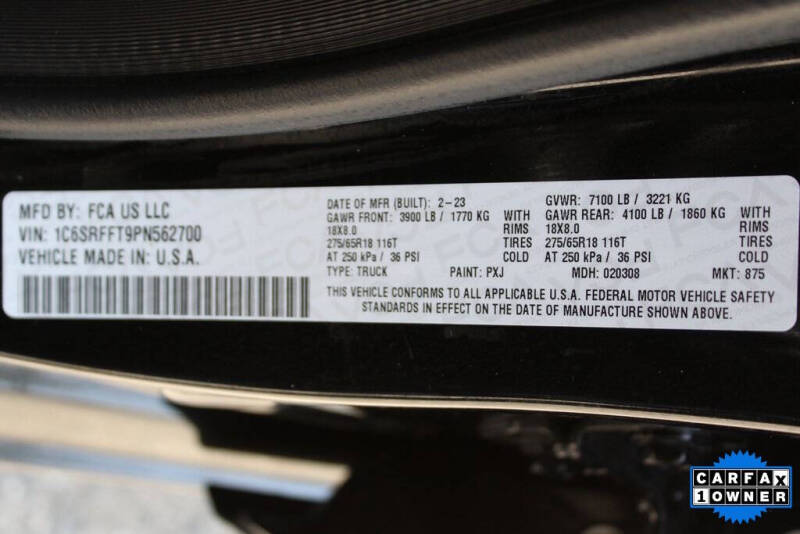 MFD BY: FCA US LLC
VIN: 1C6SRFFT9PN562700
VEHICLE MADE IN U.S.A.
DATE OF MFR (BUILT): 2-23 GVWR: 7100 LB / 3221 KG
GAWR FRONT: 3900 LB / 1770 KG WITH GAWR REAR: 4100 LB / 1860 KG WITH
18X8.0 RIMS 18X8.0 RIMS
275/65R18 116T TIRES 275/65R18 116T TIRES
AT 250 kPa / 36 PSI COLD AT 250 kPa / 36 PSI COLD
TYPE: TRUCK PAINT: PXJ MDH: 020308 MKT: 875
THIS VEHICLE CONFORMS TO ALL APPLICABLE U.S.A. FEDERAL MOTOR VEHICLE SAFETY
STANDARDS IN EFFECT ON THE DATE OF MANUFACTURE SHOWN ABOVE.
CARFAX
1 OWNER